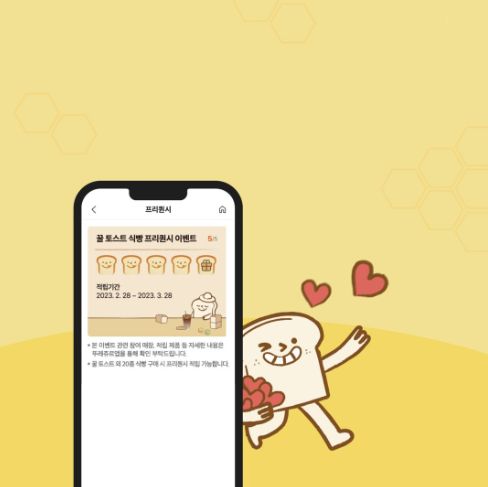 프리퀀시
꿀 토스트 식빵 프리퀀시 이벤트 5/5
적립기간
2023. 2. 28 ~ 2023. 3. 28
* 본 이벤트 관련 참여 매장, 적립 제품 등 자세한 내용은
뚜레쥬르앱을 통해 확인 부탁드립니다.
* 꿀 토스트 외 20종 식빵 구매 시 프리퀀시 적립 가능합니다.